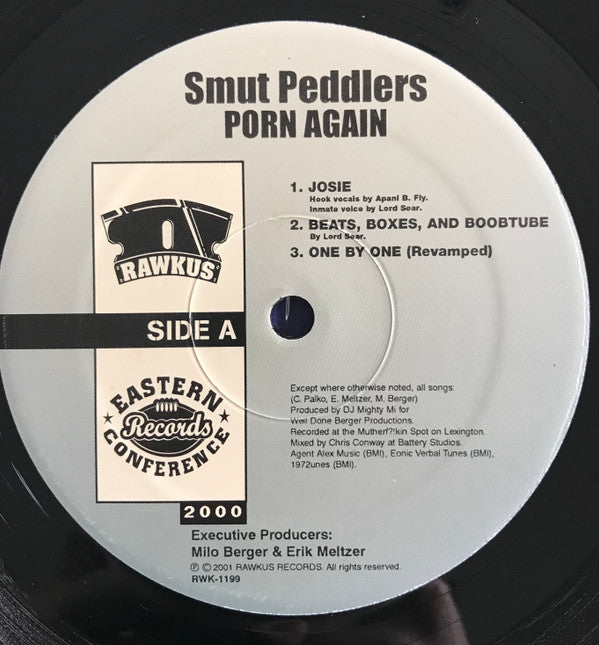 Smut Peddlers
PORN AGAIN
1. JOSIE
Hook vocals by Apani B. Fly.
Inmate voice by Lord Sear.
2. BEATS, BOXES, AND BOOBTUBE
By Lord Sear.
3. ONE BY ONE (Revamped)
RAWKUS
SIDE A
EASTERN
Records
CONFERENCE
2000
Except where otherwise noted, all songs:
(C. Palko, E. Meltzer, M. Berger)
Produced by DJ Mighty Mi for
Well Done Berger Productions.
Recorded at the Mutherf?!kin Spot on Lexington.
Mixed by Chris Conway at Battery Studios.
Agent Alex Music (BMI), Eonic Verbal Tunes (BMI),
1972unes (BMI).
Executive Producers:
Milo Berger & Erik Meltzer
℗ © 2001 RAWKUS RECORDS. All rights reserved.
RWK-1199